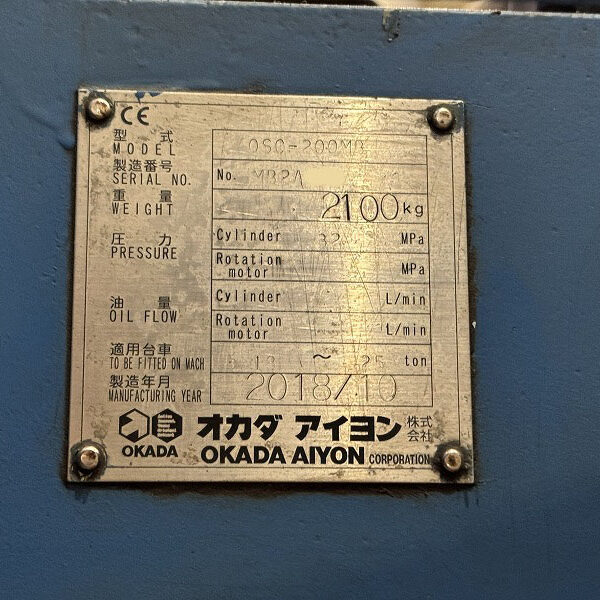 CE
型式 OSC-200MB
MODEL
製造番号 No. MB2A
SERIAL NO.
重量 2100kg
WEIGHT
圧力 Cylinder 32 MPa
PRESSURE Rotation motor MPa
油量 Cylinder L/min
OIL FLOW Rotation motor L/min
適用台車 ～ 25 ton
TO BE FITTED ON MACH
製造年月 2018/10
MANUFACTURING YEAR
オカダ アイヨン 株式会社
OKADA OKADA AIYON CORPORATION